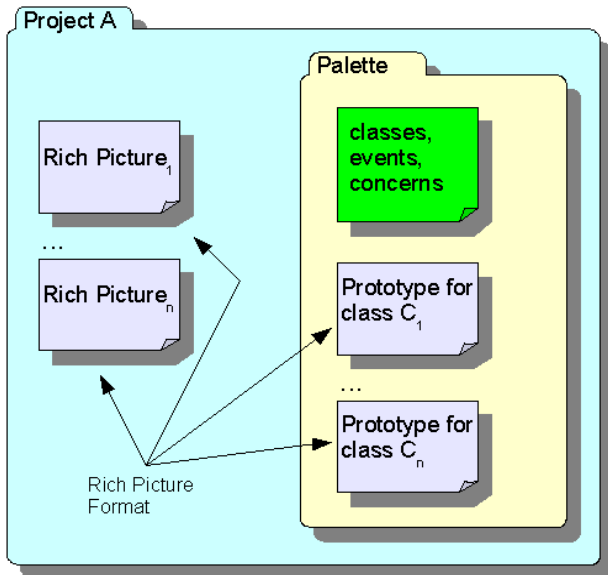 Project A
Rich Picture1
...
Rich Picturen
Rich Picture
Format
Palette
classes,
events,
concerns
Prototype for
class C1
...
Prototype for
class Cn